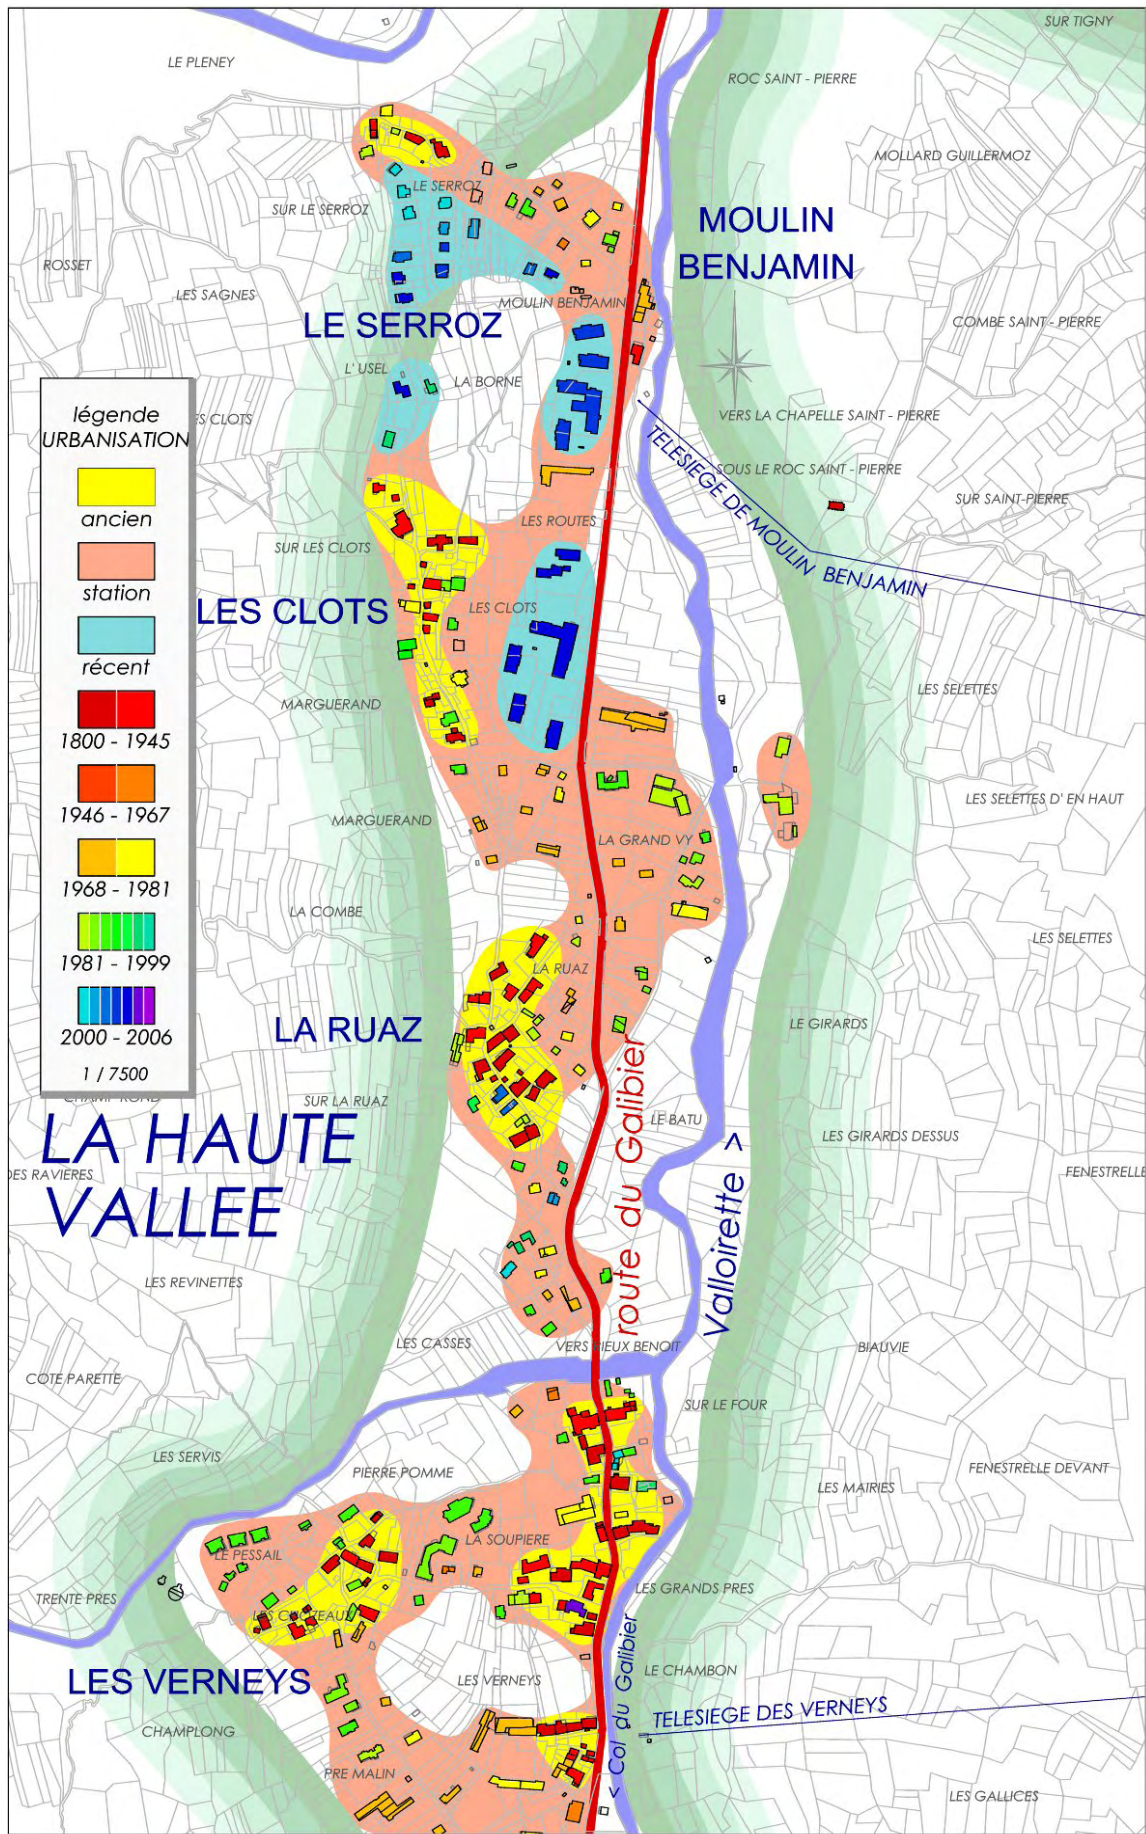 SUR TIGNY
LE PLENEY
ROC SAINT - PIERRE
MOLLARD GUILLERMOZ
LE SERROZ
SUR LE SERROZ
MOULIN
BENJAMIN
ROSSET
LES SAGNES
MOULIN BENJAMIN
LE SERROZ
COMBE SAINT - PIERRE
L' USEL
LA BORNE
VERS LA CHAPELLE SAINT - PIERRE
légende
URBANISATION
ancien
station
récent
1800 - 1945
1946 - 1967
1968 - 1981
1981 - 1999
2000 - 2006
1 / 7500
CLOTS
SOUS LE ROC SAINT - PIERRE
TELESIEGE DE MOULIN BENJAMIN
SUR SAINT-PIERRE
LES ROUTES
SUR LES CLOTS
LES CLOTS
LES CLOTS
MARGUERAND
LES SELETTES
LES SELETTES D' EN HAUT
MARGUERAND
LA GRAND VY
LA COMBE
LES SELETTES
LA RUAZ
LA RUAZ
LE GIRARDS
SUR LA RUAZ
route du Galibier
LE BATU
LA HAUTE
VALLEE
LES GIRARDS DESSUS
DES RAVIÈRES
FENESTRELLE
Valloirette >
LES REVINETTES
LES CASSES
VERS VIEUX BENOIT
BIAUVIE
COTE PARETTE
SUR LE FOUR
LES SERVIS
PIERRE POMME
FENESTRELLE DEVANT
LES MAIRIES
LA SOUPIERE
LE PESSAIL
TRENTE PRES
LES GRANDS PRES
LES VERNEYS
LES VERNEYS
LE CHAMBON
< Col du Galibier
TELESIEGE DES VERNEYS
CHAMPLONG
PRE MALIN
LES GALLICES